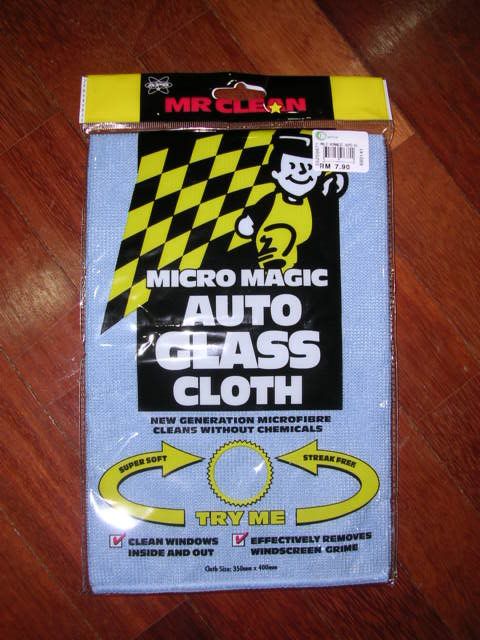 MR CLEAN
RM 7.90
MICRO MAGIC
AUTO
GLASS
CLOTH
NEW GENERATION MICROFIBRE
CLEANS WITHOUT CHEMICALS
SUPER SOFT
STREAK FREE
TRY ME
CLEAN WINDOWS
INSIDE AND OUT
EFFECTIVELY REMOVES
WINDSCREEN GRIME
Cloth Size: 350mm x 400mm